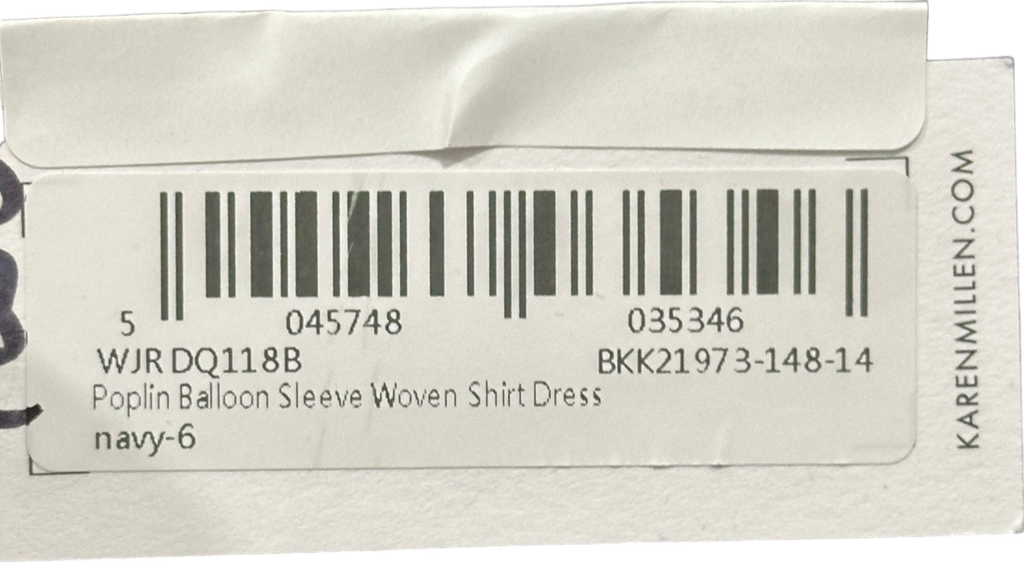 5 045748 035346
WJR DQ118B BKK21973-148-14
Poplin Balloon Sleeve Woven Shirt Dress
navy-6
KARENMILLEN.COM